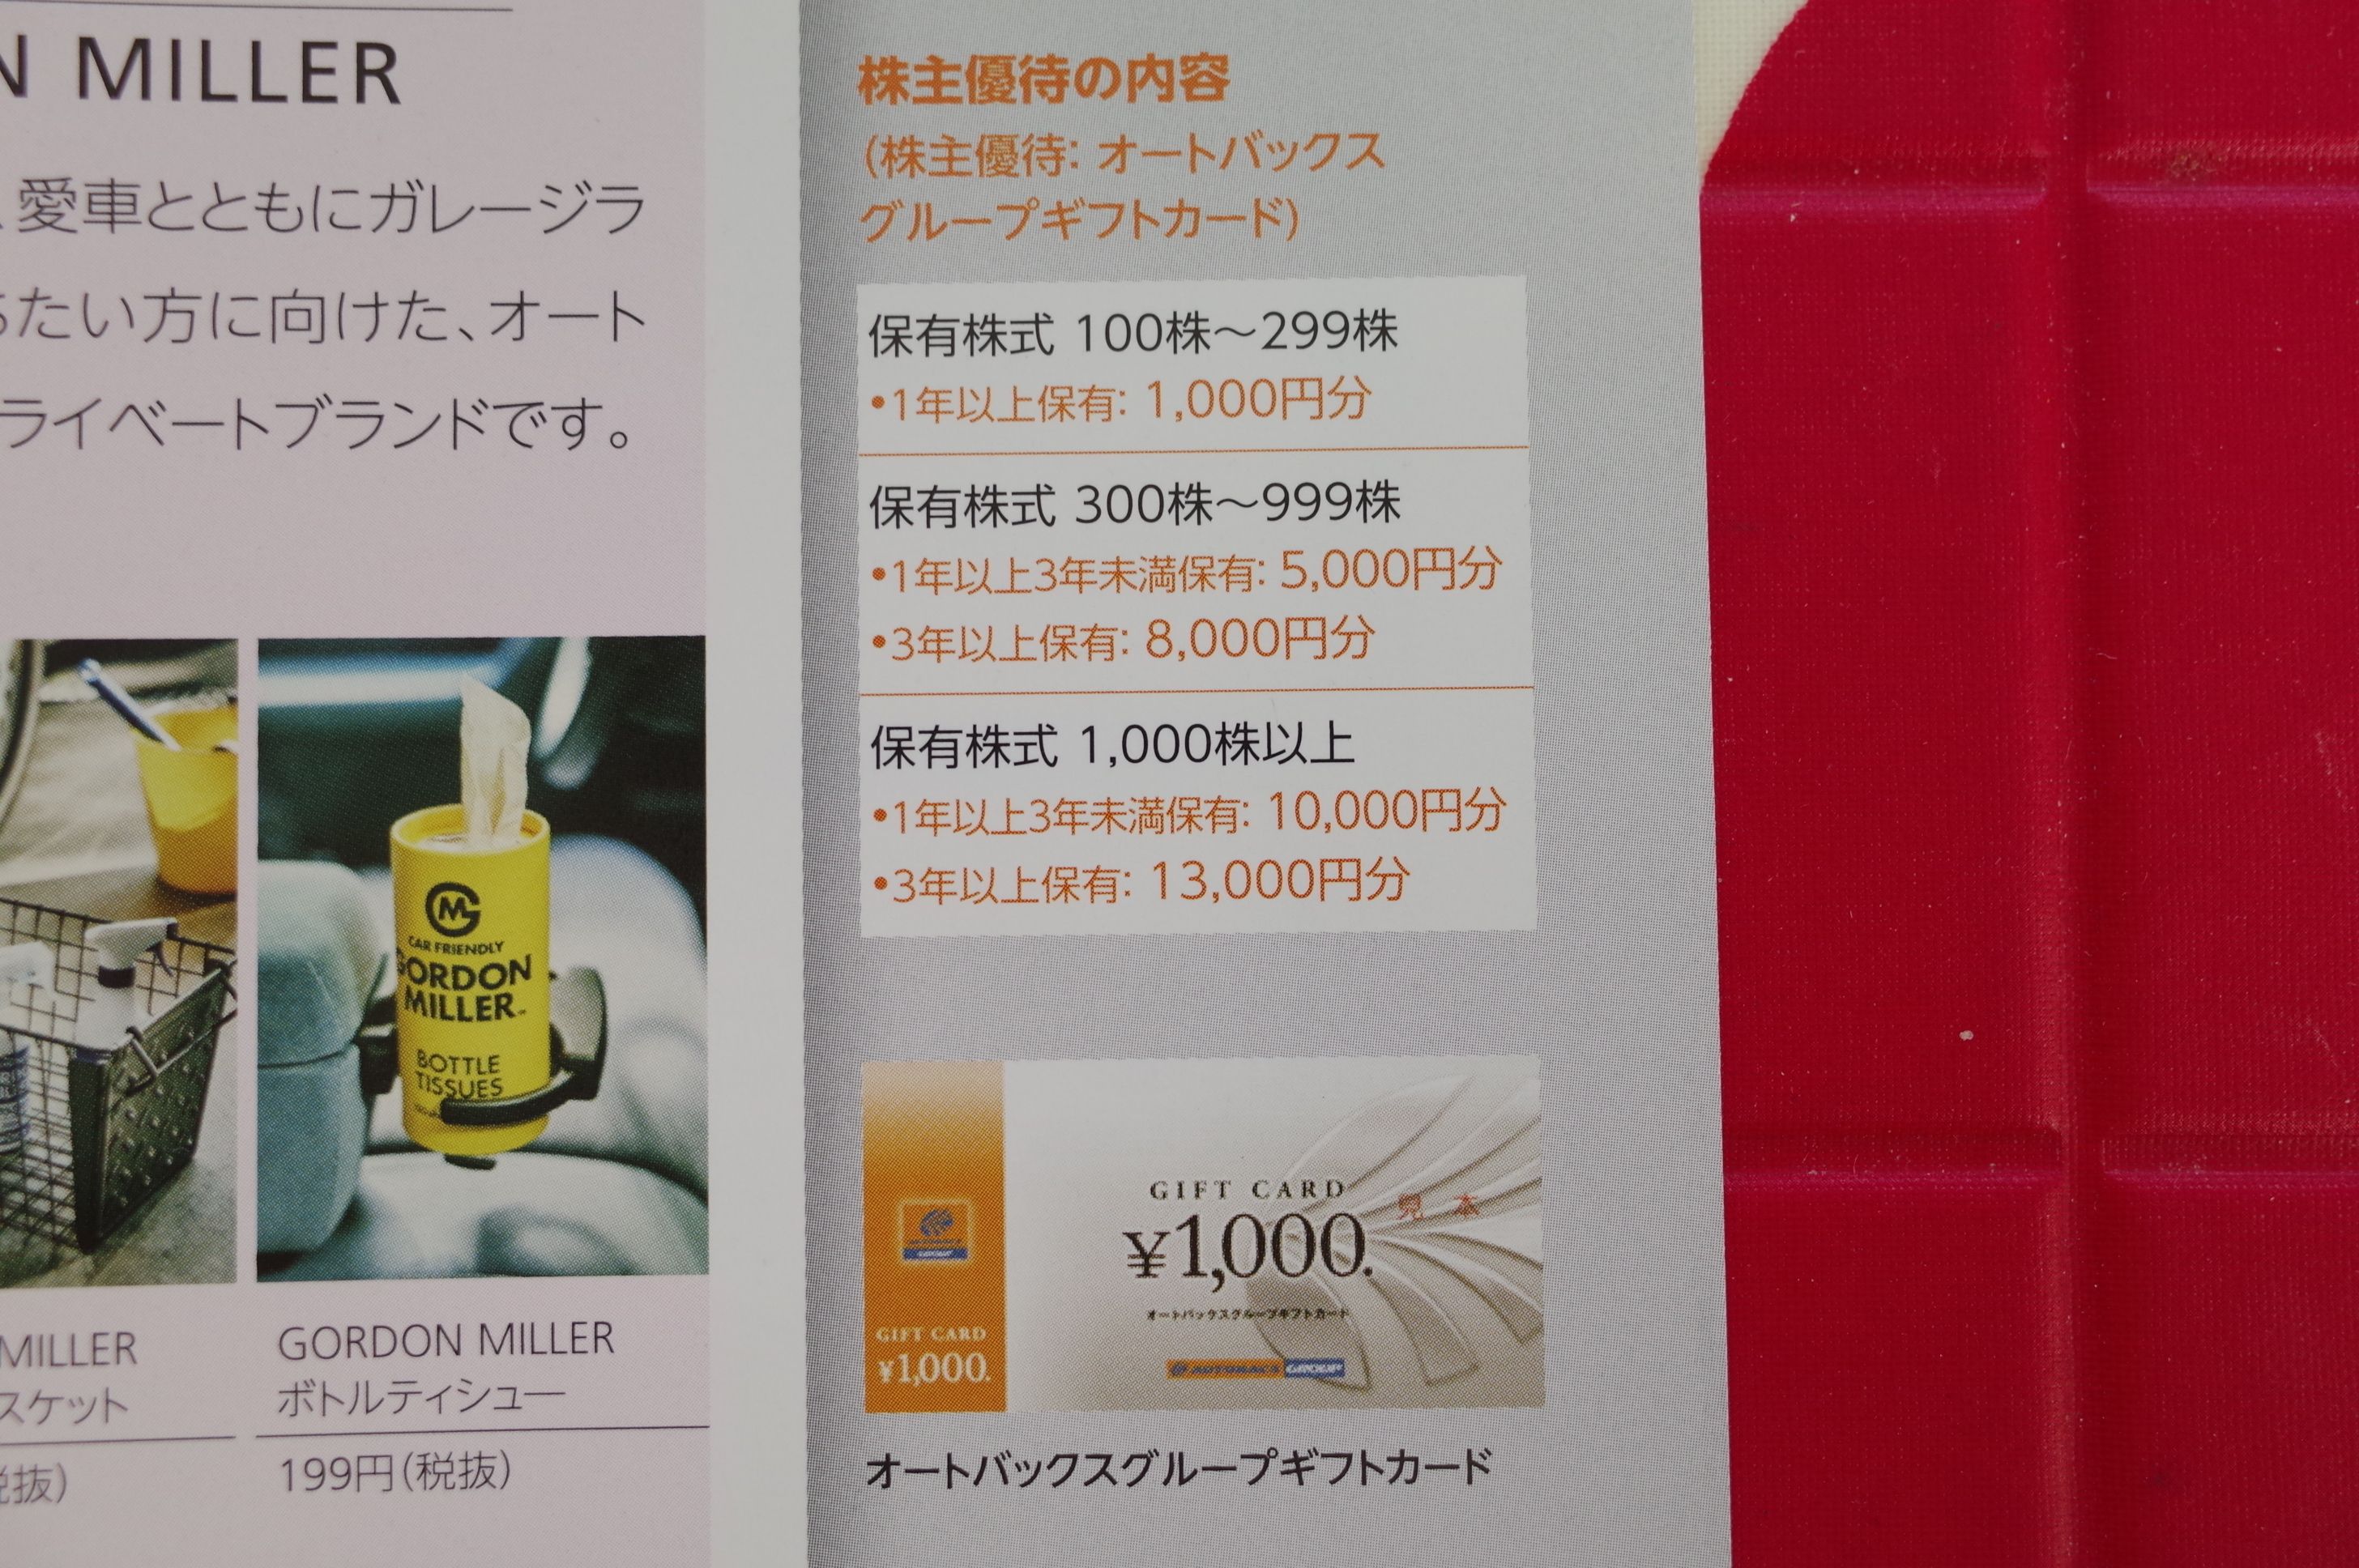 N MILLER
愛車とともにガレージラ
たい方に向けた、オート
ライベートブランドです。
CAR FRIENDLY
GORDON
MILLER
BOTTLE
TISSUES
MILLER
スケット
税抜)
GORDON MILLER
ボトルティシュー
199円(税抜)
株主優待の内容
(株主優待: オートバックス
グループギフトカード)
保有株式 100株〜299株
•1年以上保有: 1,000円分
保有株式 300株〜999株
•1年以上3年未満保有: 5,000円分
•3年以上保有: 8,000円分
保有株式 1,000株以上
•1年以上3年未満保有: 10,000円分
•3年以上保有: 13,000円分
GIFT CARD
¥1,000.
見 本
オートバックスグループギフトカード
AUTOBACS GROUP
GIFT CARD
¥1,000.
オートバックスグループギフトカード